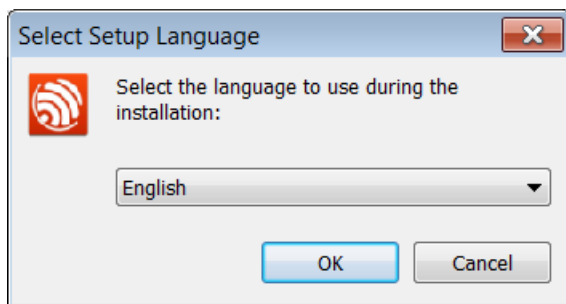 Select Setup Language
Select the language to use during the
installation:
English
OK
Cancel